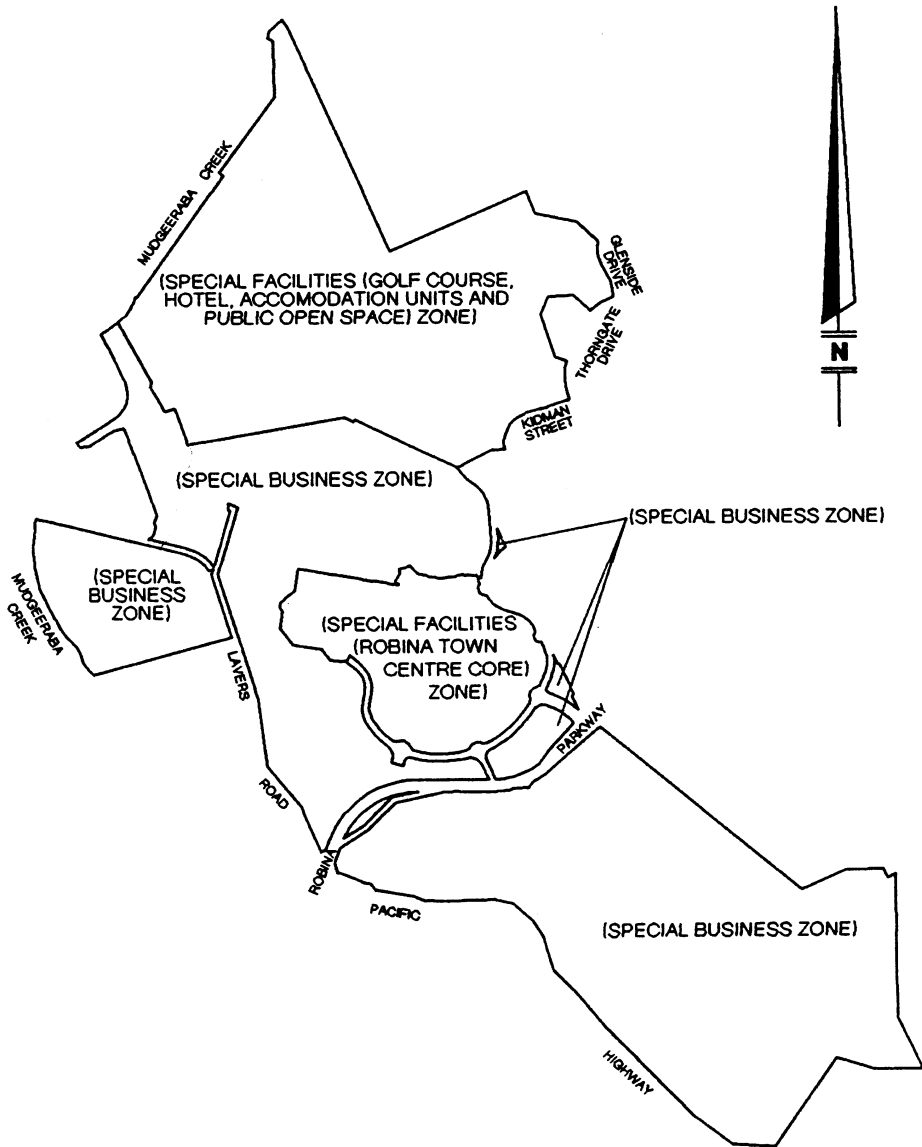 MUDGEERABA CREEK
(SPECIAL FACILITIES (GOLF COURSE,
HOTEL, ACCOMODATION UNITS AND
PUBLIC OPEN SPACE) ZONE)
GLENSIDE
DRIVE
THORNGATE
DRIVE
N
KIDMAN
STREET
(SPECIAL BUSINESS ZONE)
(SPECIAL BUSINESS ZONE)
(SPECIAL
BUSINESS
ZONE)
MUDGEERABA
CREEK
(SPECIAL FACILITIES
(ROBINA TOWN
CENTRE CORE)
ZONE)
LAVERS
ROAD
PARKWAY
ROBINA
PACIFIC
(SPECIAL BUSINESS ZONE)
HIGHWAY